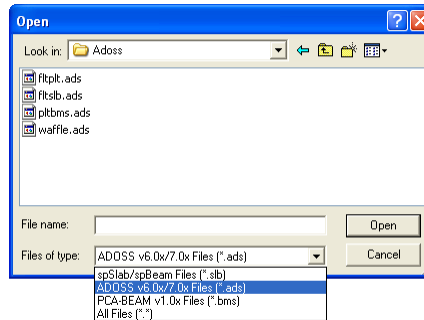 Open
Look in: Adoss
fltplt.ads
fltslb.ads
pltbms.ads
waffle.ads
File name: Open
Files of type: ADOSS v6.0x/7.0x Files (*.ads) Cancel
spSlab/spBeam Files (*.slb)
ADOSS v6.0x/7.0x Files (*.ads)
PCA-BEAM v1.0x Files (*.bms)
All Files (*.*)